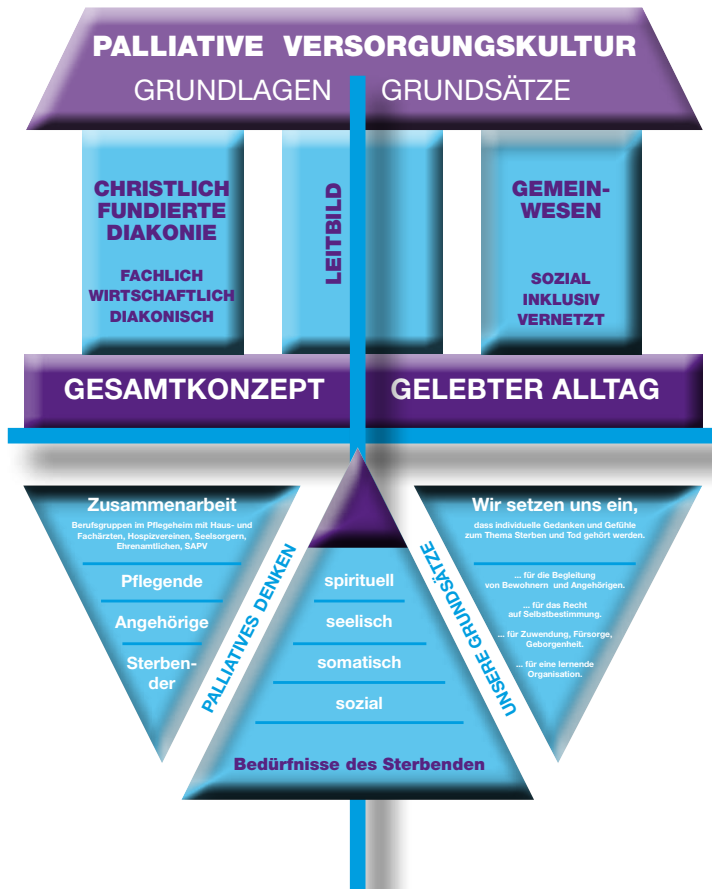 PALLIATIVE VERSORGUNGSKULTUR
GRUNDLAGEN GRUNDSÄTZE
CHRISTLICH
FUNDIERTE
DIAKONIE
FACHLICH
WIRTSCHAFTLICH
DIAKONISCH
LEITBILD
GEMEIN-
WESEN
SOZIAL
INKLUSIV
VERNETZT
GESAMTKONZEPT GELEBTER ALLTAG
Zusammenarbeit
Berufsgruppen im Pflegeheim mit Haus- und
Fachärzten, Hospizvereinen, Seelsorgern,
Ehrenamtlichen, SAPV
Pflegende
Angehörige
Sterben-
der
PALLIATIVES DENKEN
spirituell
seelisch
somatisch
sozial
Bedürfnisse des Sterbenden
UNSERE GRUNDSÄTZE
Wir setzen uns ein,
dass individuelle Gedanken und Gefühle
zum Thema Sterben und Tod gehört werden.
... für die Begleitung
von Bewohnern und Angehörigen.
... für das Recht
auf Selbstbestimmung.
... für Zuwendung, Fürsorge,
Geborgenheit.
... für eine lernende
Organisation.